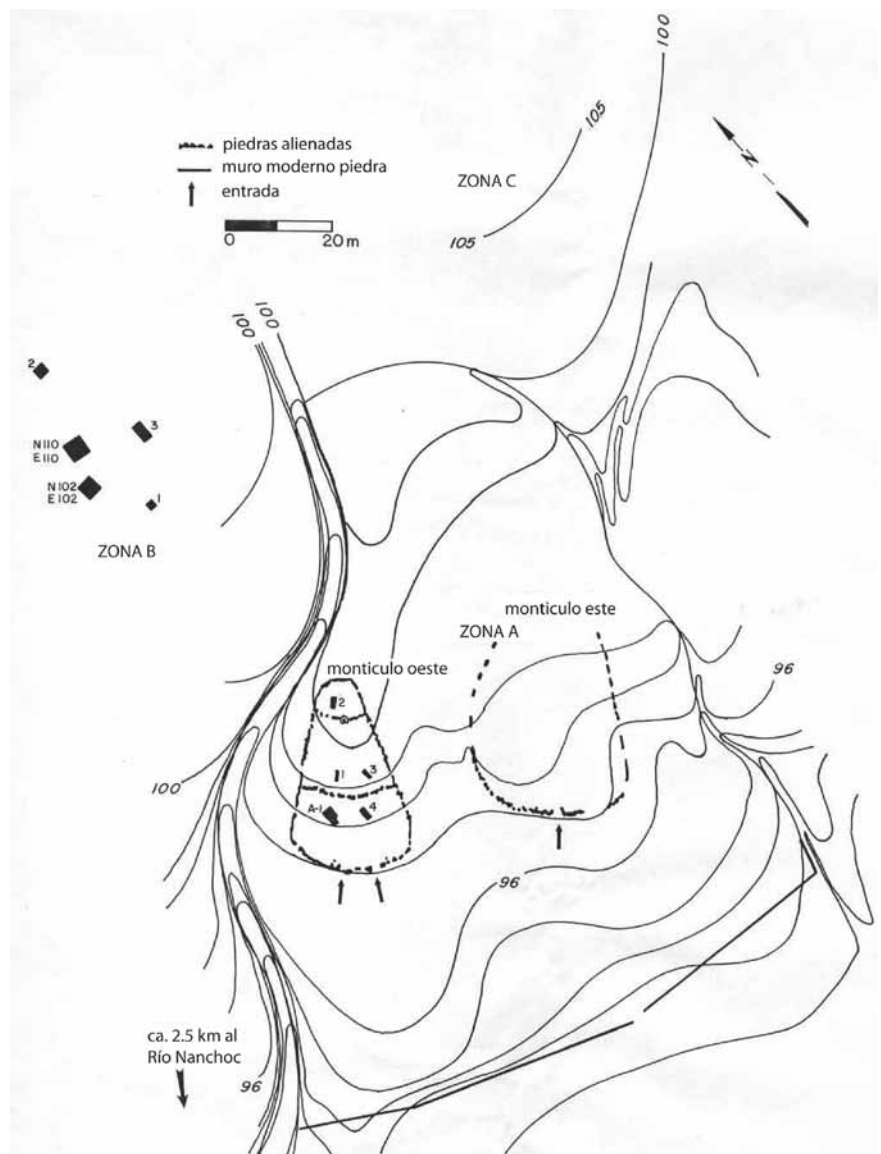 100
105
piedras alienadas
muro moderno piedra
entrada
0 20 m
ZONA C
N
105
100
100
2
3
N110
E110
N102
E102
1
ZONA B
monticulo este
ZONA A
monticulo oeste
2
96
1
3
100
A-1
4
96
ca. 2.5 km al
Río Nanchoc
96